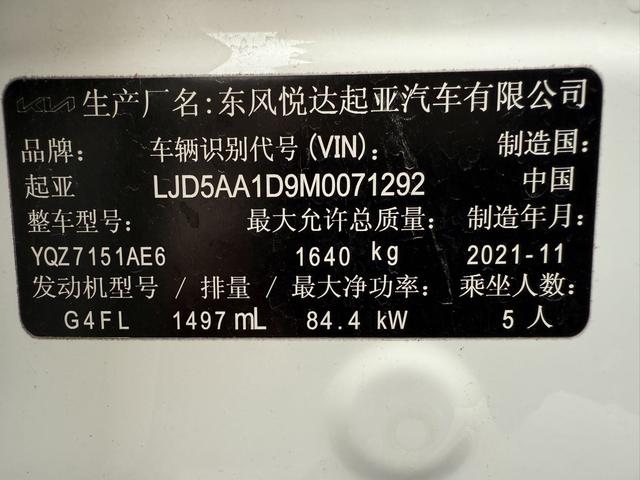 KIA 生产厂名:东风悦达起亚汽车有限公司
品牌: 车辆识别代号(VIN): 制造国:
起亚 LJD5AA1D9M0071292 中国
整车型号: 最大允许总质量: 制造年月:
YQZ7151AE6 1640 kg 2021-11
发动机型号 / 排量 / 最大净功率: 乘坐人数:
G4FL 1497mL 84.4 kW 5 人